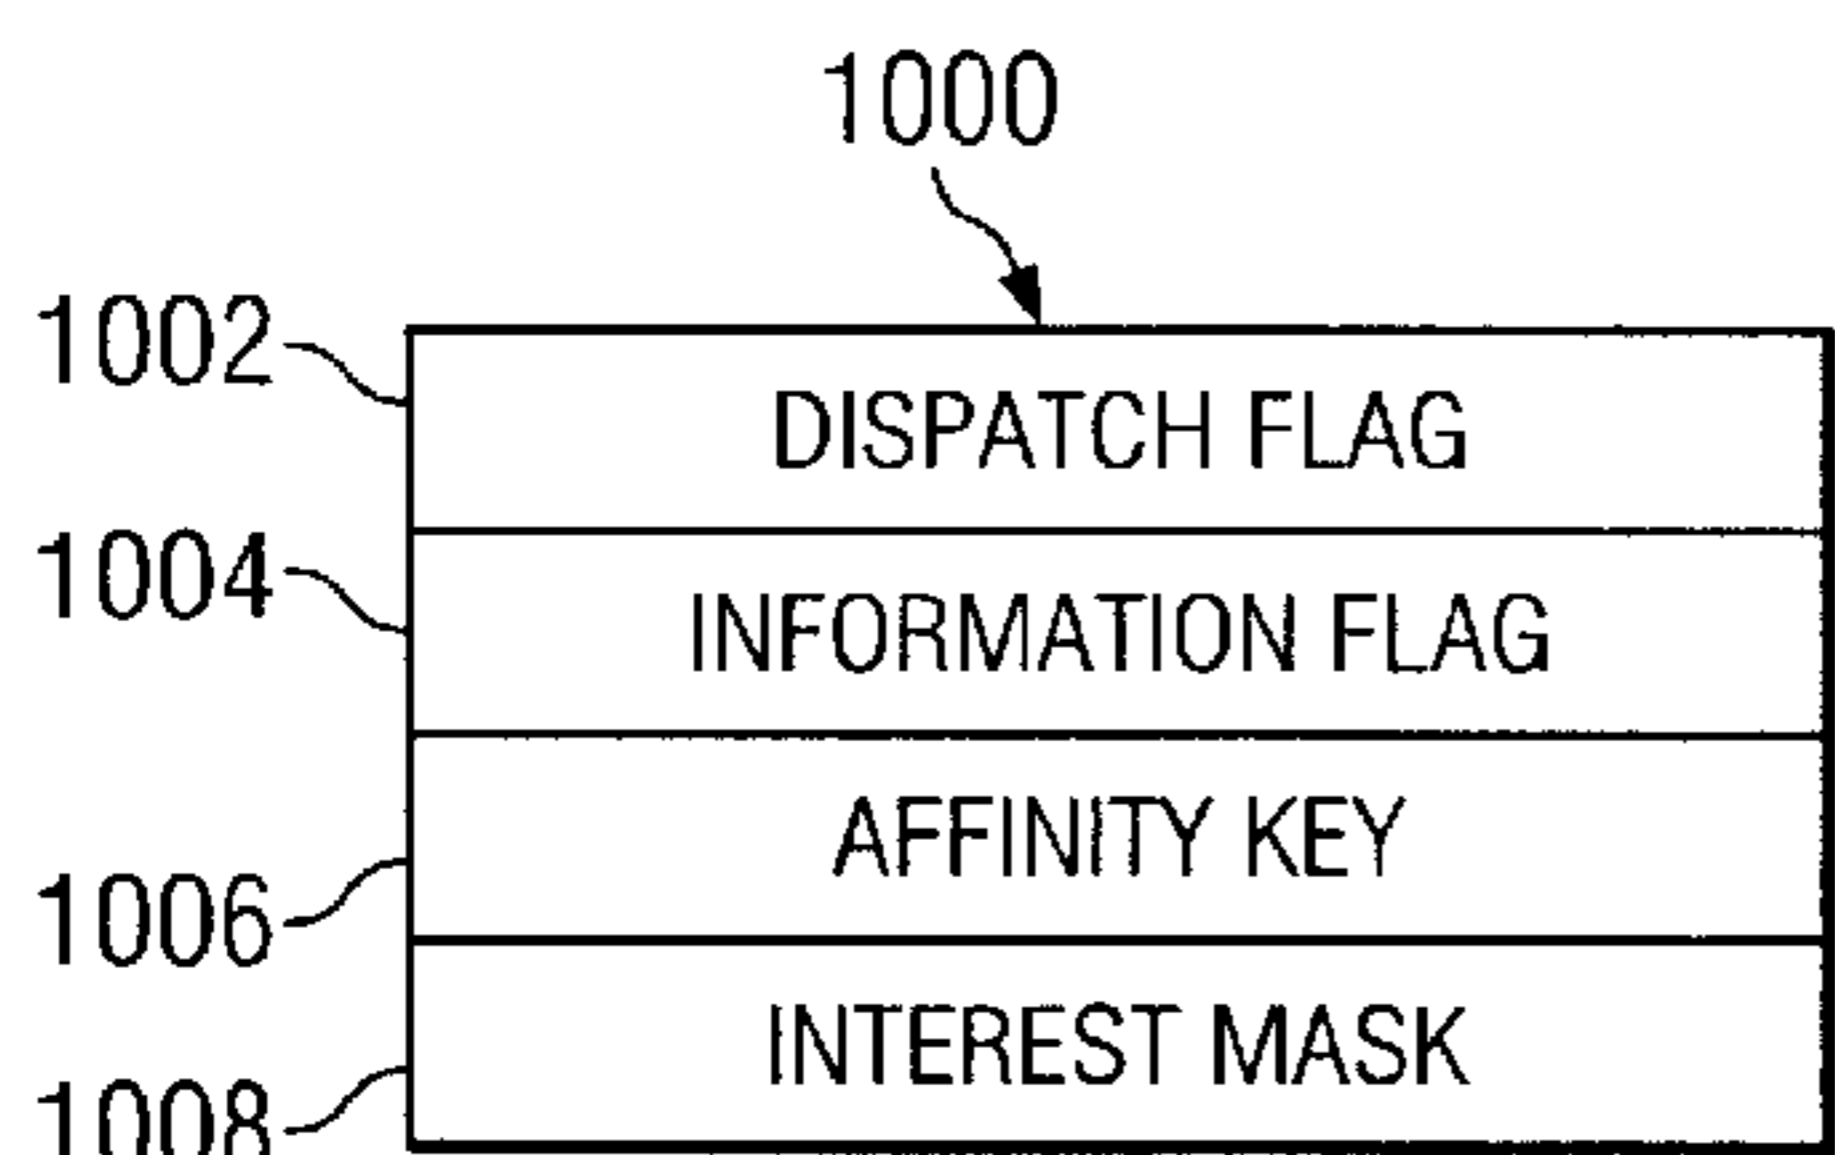 1000
1002
DISPATCH FLAG
1004
INFORMATION FLAG
AFFINITY KEY
1006
INTEREST MASK
1008